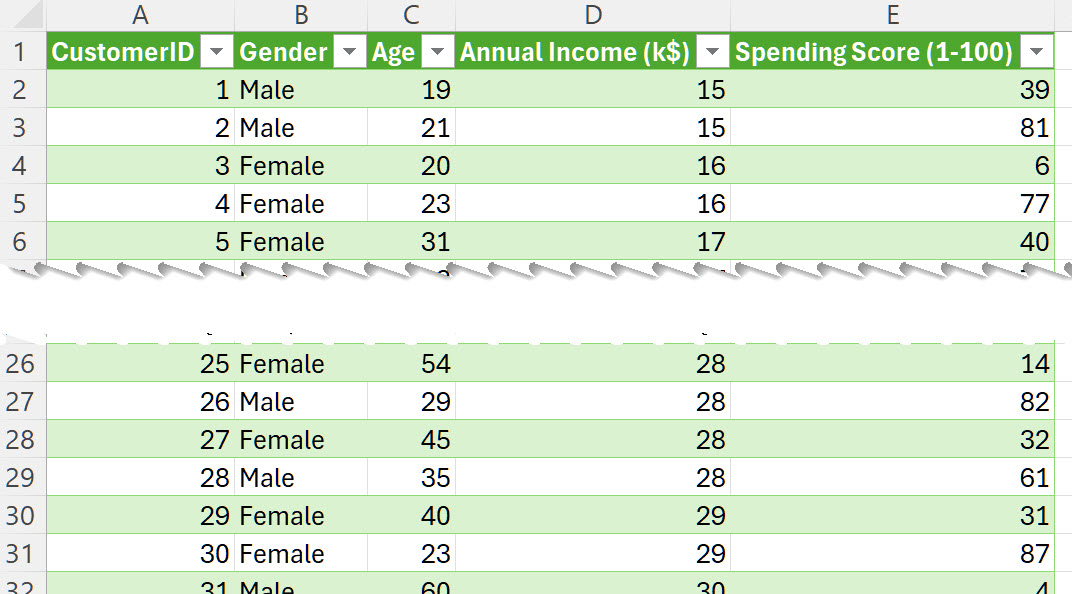 A B C D E
1 CustomerID Gender Age Annual Income (k$) Spending Score (1-100)
2 1 Male 19 15 39
3 2 Male 21 15 81
4 3 Female 20 16 6
5 4 Female 23 16 77
6 5 Female 31 17 40
26 25 Female 54 28 14
27 26 Male 29 28 82
28 27 Female 45 28 32
29 28 Male 35 28 61
30 29 Female 40 29 31
31 30 Female 23 29 87
32 31 Male 60 30 4